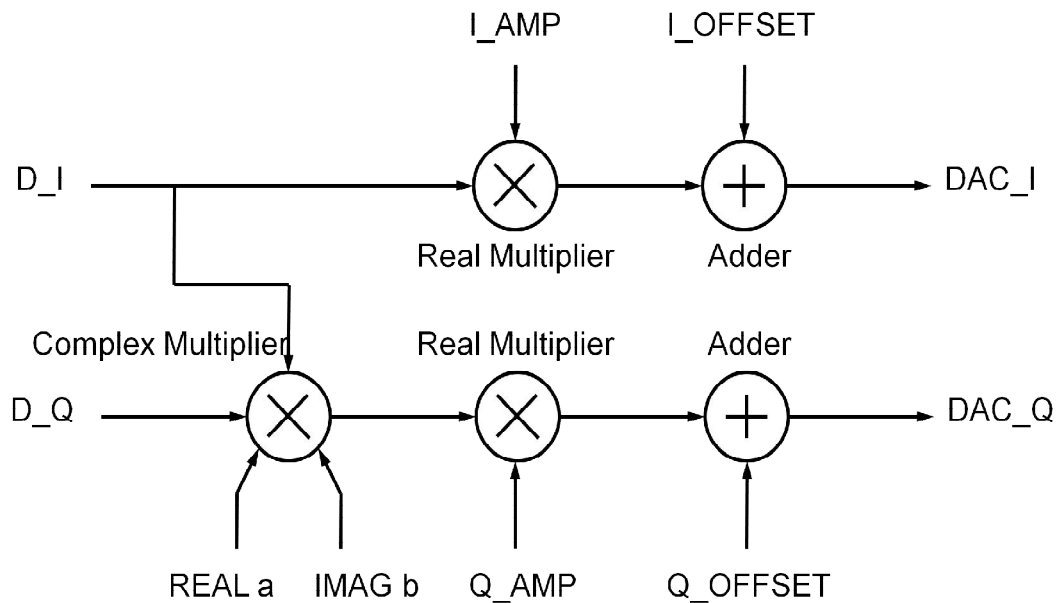 I_AMP
I_OFFSET
D_I
DAC_I
Real Multiplier
Adder
Complex Multiplier
Real Multiplier
Adder
D_Q
DAC_Q
REAL a
IMAG b
Q_AMP
Q_OFFSET